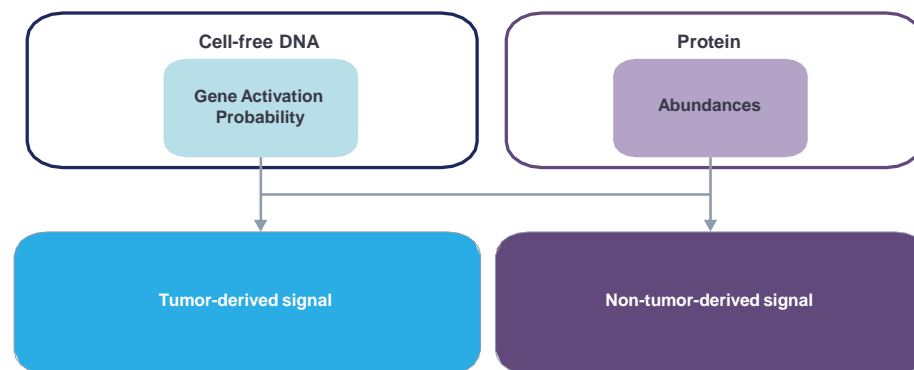 Cell-free DNA
Gene Activation
Probability
Protein
Abundances
Tumor-derived signal
Non-tumor-derived signal